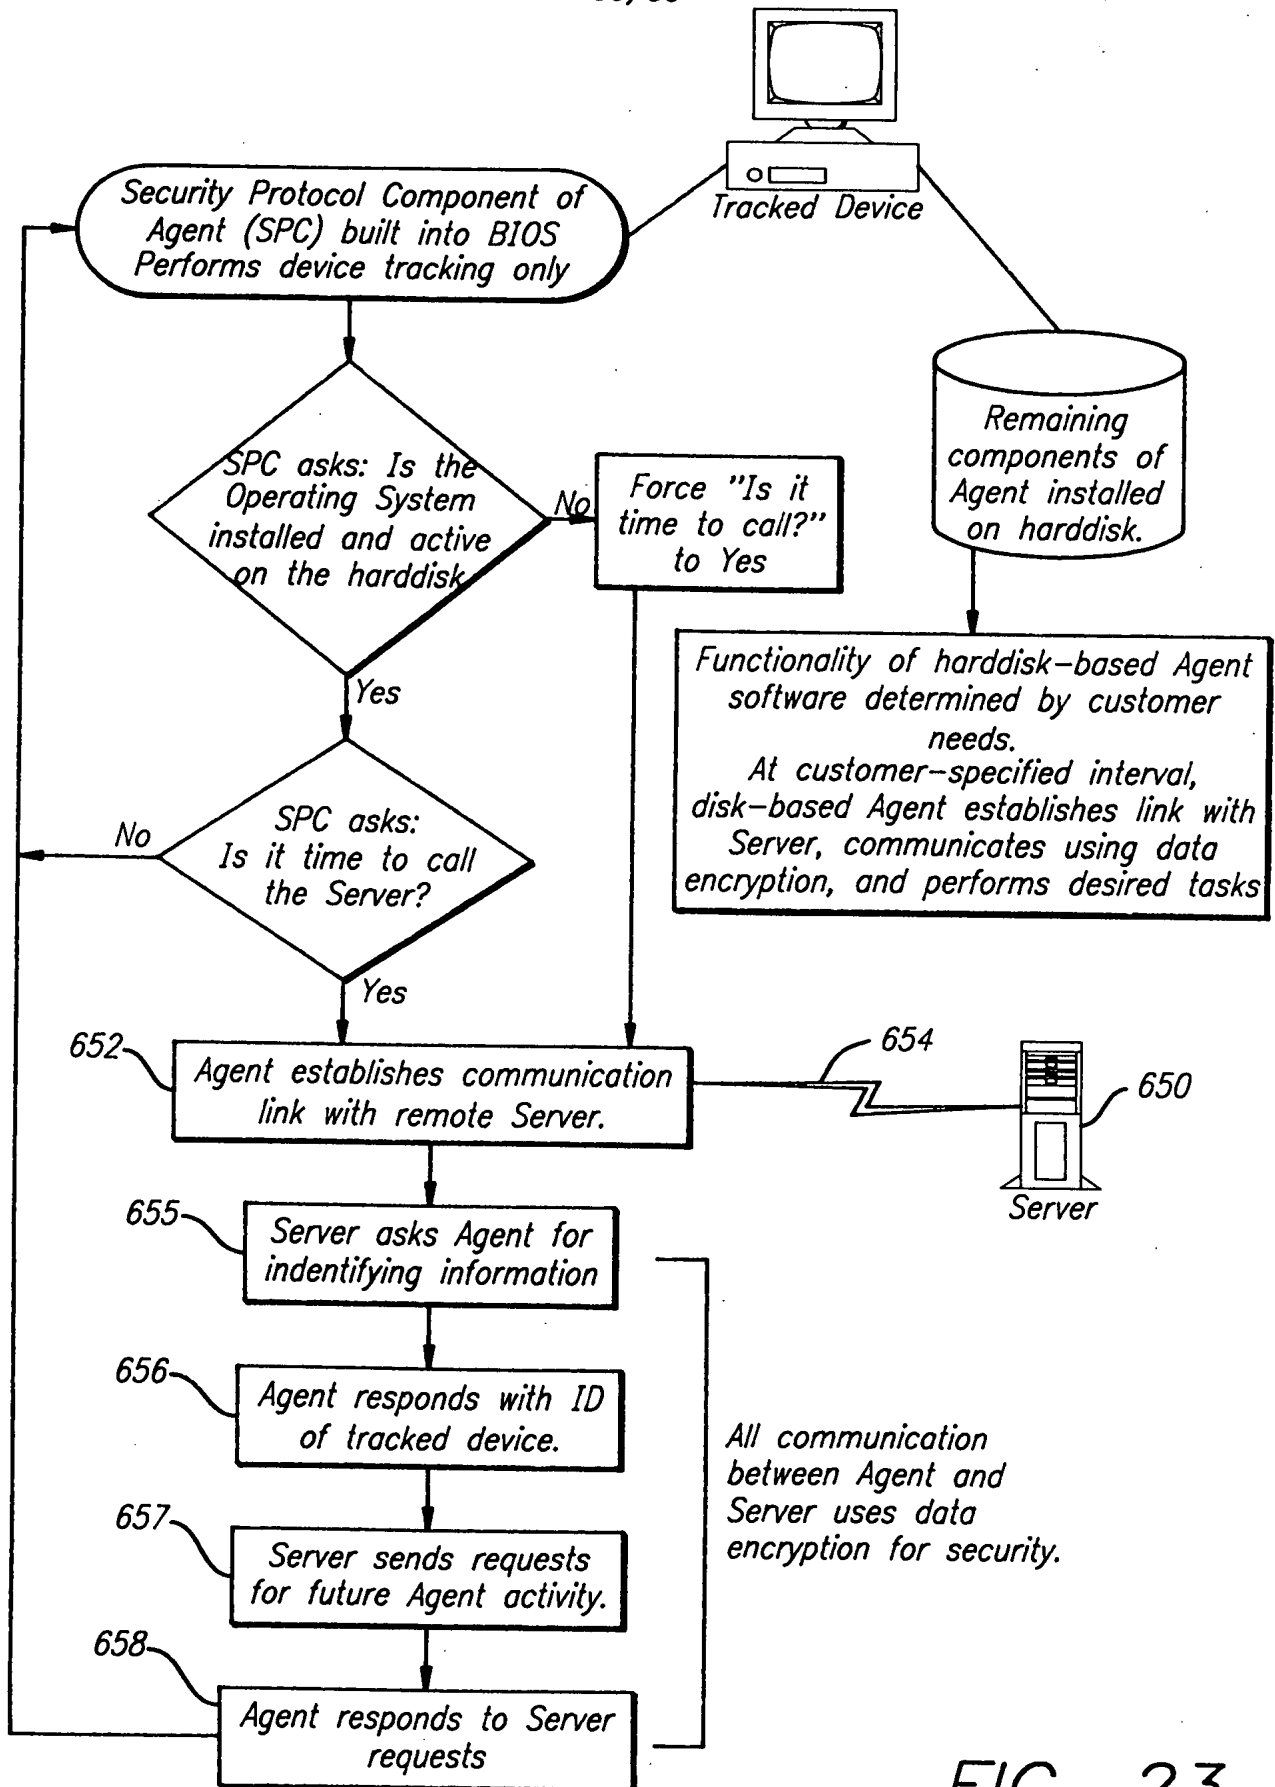 Tracked Device
Security Protocol Component of
Agent (SPC) built into BIOS
Performs device tracking only
Remaining
components of
Agent installed
on harddisk.
SPC asks: Is the
Operating System
installed and active
on the harddisk
No
Force "Is it
time to call?"
to Yes
Yes
Functionality of harddisk-based Agent
software determined by customer
needs.
At customer-specified interval,
disk-based Agent establishes link with
Server, communicates using data
encryption, and performs desired tasks
SPC asks:
Is it time to call
the Server?
No
Yes
652
Agent establishes communication
link with remote Server.
654
650
Server
655
Server asks Agent for
indentifying information
656
Agent responds with ID
of tracked device.
All communication
between Agent and
Server uses data
encryption for security.
657
Server sends requests
for future Agent activity.
658
Agent responds to Server
requests
FIG. 23